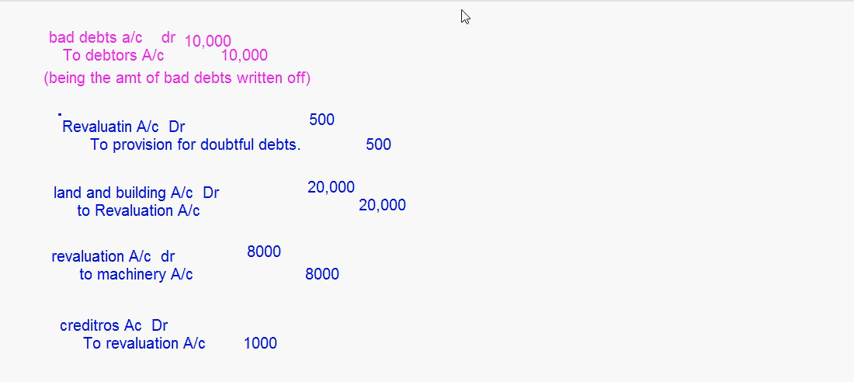 bad debts a/c dr 10,000
To debtors A/c 10,000
(being the amt of bad debts written off)
Revaluatin A/c Dr 500
To provision for doubtful debts. 500
land and building A/c Dr 20,000
to Revaluation A/c 20,000
revaluation A/c dr 8000
to machinery A/c 8000
creditros Ac Dr
To revaluation A/c 1000